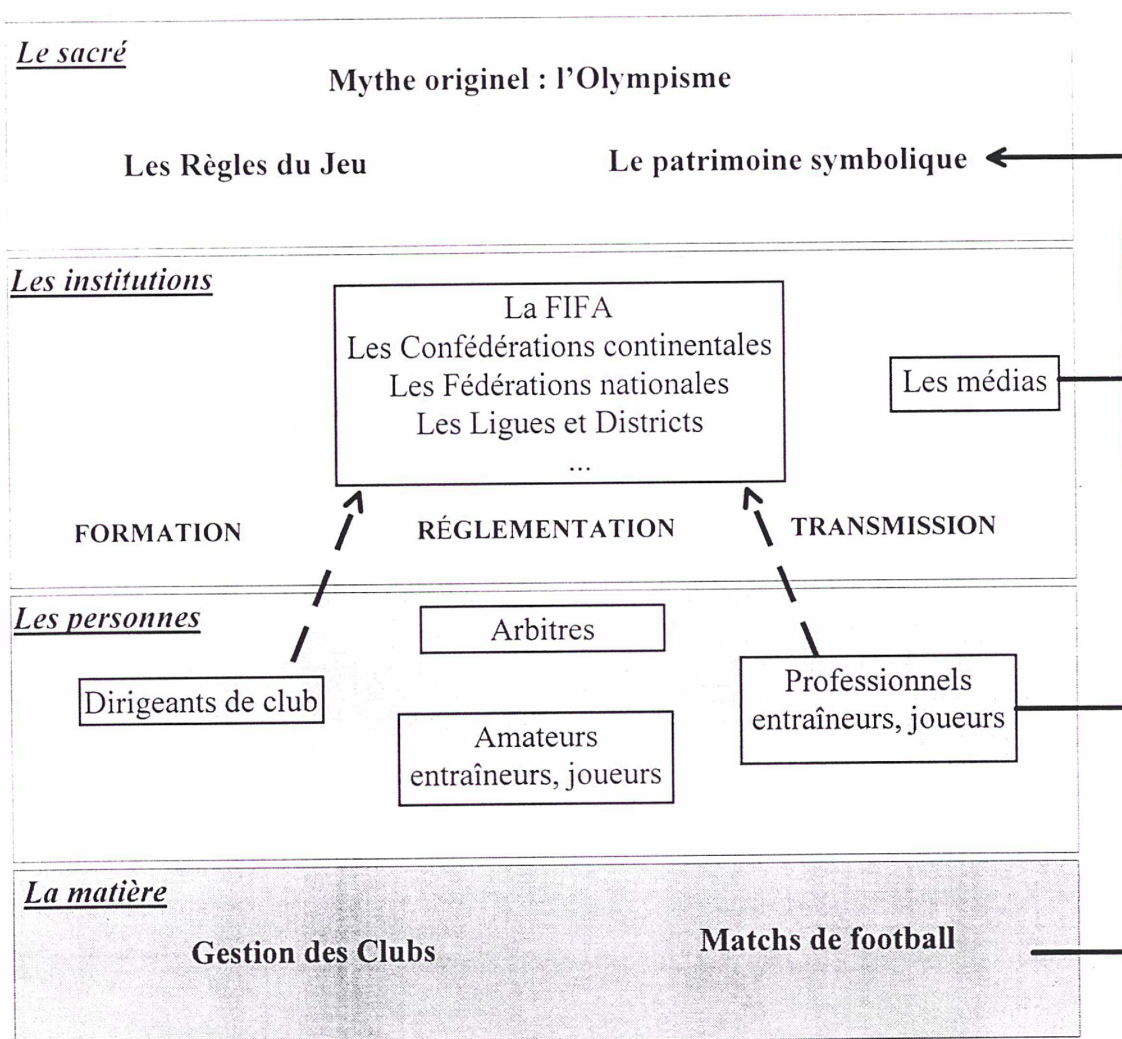 Le sacré
Mythe originel : l'Olympisme
Les Règles du Jeu
Le patrimoine symbolique
Les institutions
La FIFA
Les Confédérations continentales
Les Fédérations nationales
Les Ligues et Districts
...
Les médias
FORMATION
RÉGLEMENTATION
TRANSMISSION
Les personnes
Arbitres
Dirigeants de club
Amateurs
entraîneurs, joueurs
Professionnels
entraîneurs, joueurs
La matière
Gestion des Clubs
Matchs de football